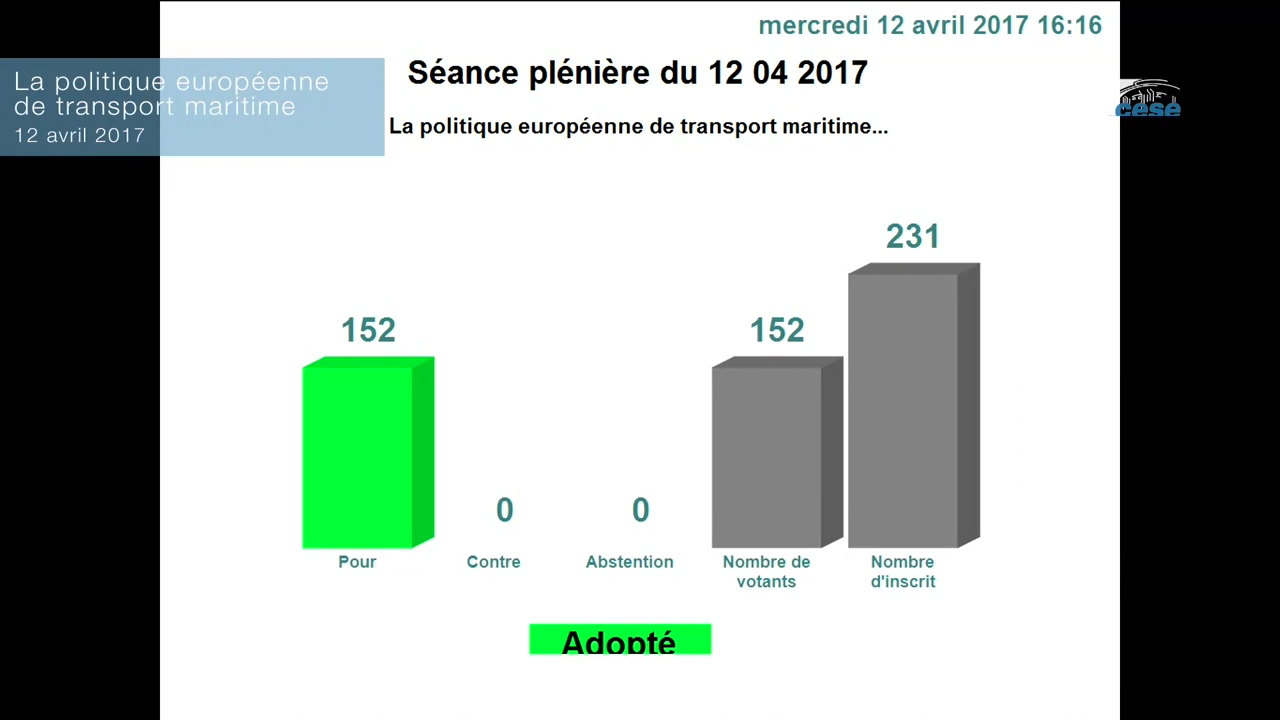 mercredi 12 avril 2017 16:16
La politique européenne
de transport maritime
12 avril 2017
Séance plénière du 12 04 2017
La politique européenne de transport maritime...
cese
231
152
152
0
0
Pour
Contre
Abstention
Nombre de
votants
Nombre
d'inscrit
Adopté